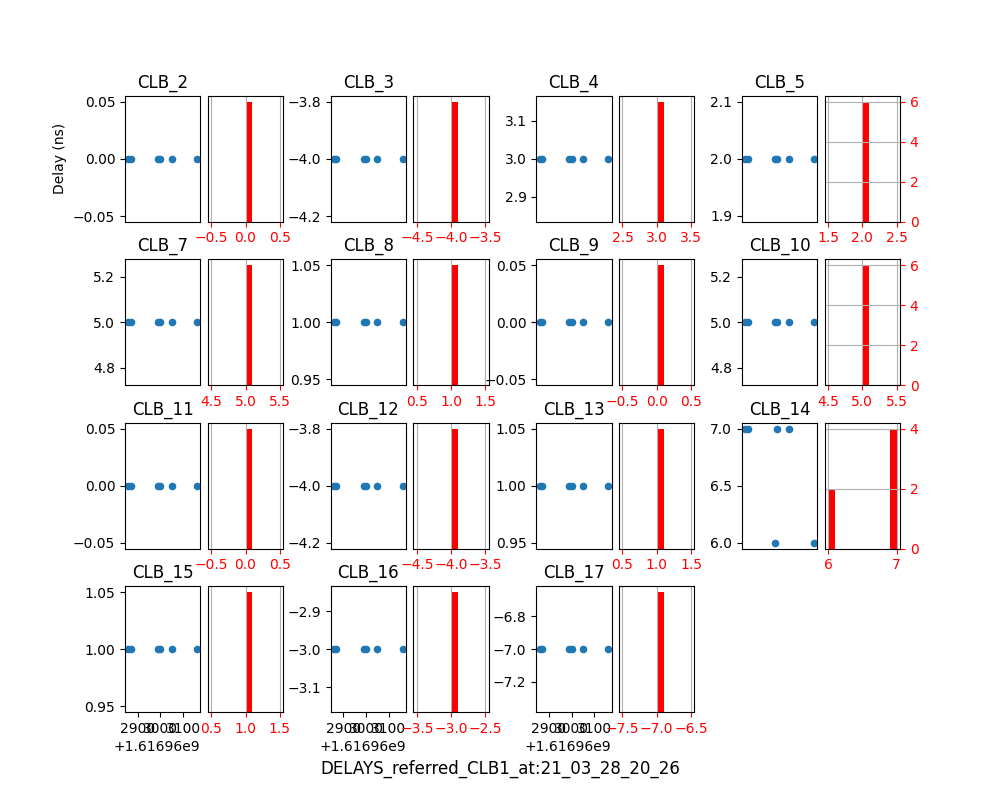 CLB_2 CLB_3 CLB_4 CLB_5
Delay (ns)
0.05 0.00 −0.05 −0.5 0.0 0.5
−3.8 −4.0 −4.2 −4.5 −4.0 −3.5
3.1 3.0 2.9 2.5 3.0 3.5
2.1 2.0 1.9 1.5 2.0 2.5 6 4 2 0
CLB_7 CLB_8 CLB_9 CLB_10
5.2 5.0 4.8 4.5 5.0 5.5
1.05 1.00 0.95 0.5 1.0 1.5
0.05 0.00 −0.05 −0.5 0.0 0.5
5.2 5.0 4.8 4.5 5.0 5.5 6 4 2 0
CLB_11 CLB_12 CLB_13 CLB_14
0.05 0.00 −0.05 −0.5 0.0 0.5
−3.8 −4.0 −4.2 −4.5 −4.0 −3.5
1.05 1.00 0.95 0.5 1.0 1.5
7.0 6.5 6.0 6 7 4 2 0
CLB_15 CLB_16 CLB_17
1.05 1.00 0.95 0.5 1.0 1.5
−2.9 −3.0 −3.1 −3.5 −3.0 −2.5
−6.8 −7.0 −7.2 −7.5 −7.0 −6.5
2900 3000 3100 2900 3000 3100 2900 3000 3100
+1.61696e9 +1.61696e9 +1.61696e9
DELAYS_referred_CLB1_at:21_03_28_20_26